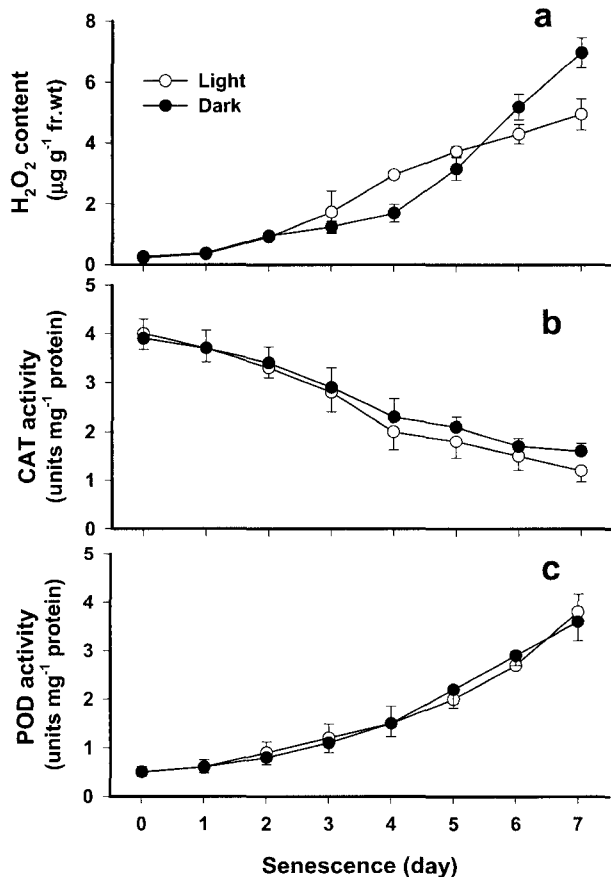 a
8
6
4
2
0
H₂O₂ content
(µg g⁻¹ fr.wt)
Light
Dark
b
5
4
3
2
1
0
CAT activity
(units mg⁻¹ protein)
c
5
4
3
2
1
0
POD activity
(units mg⁻¹ protein)
0 1 2 3 4 5 6 7
Senescence (day)